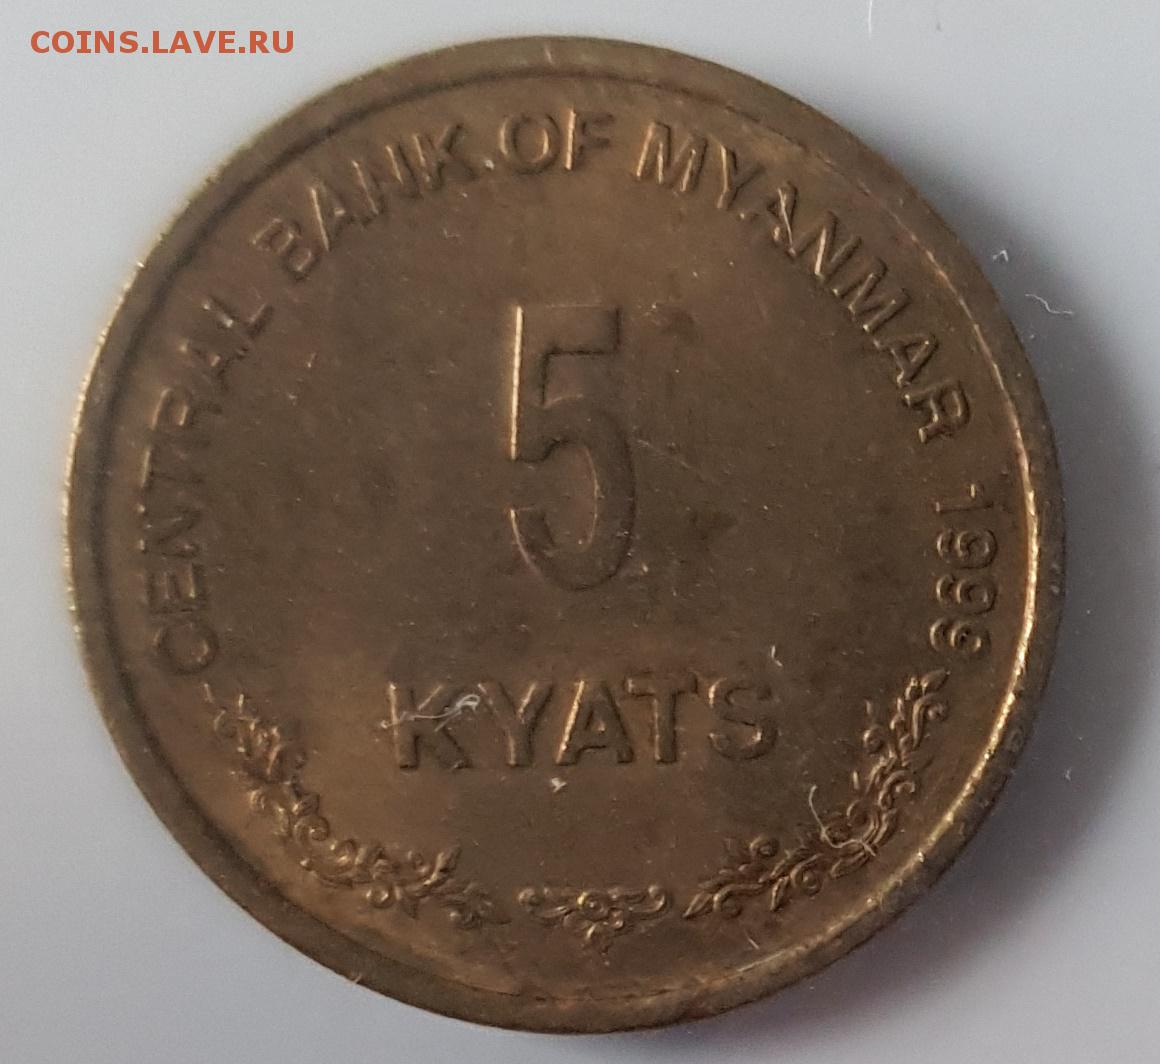 COINS.LAVE.RU
CENTRAL BANK OF MYANMAR 1999
5
KYATS